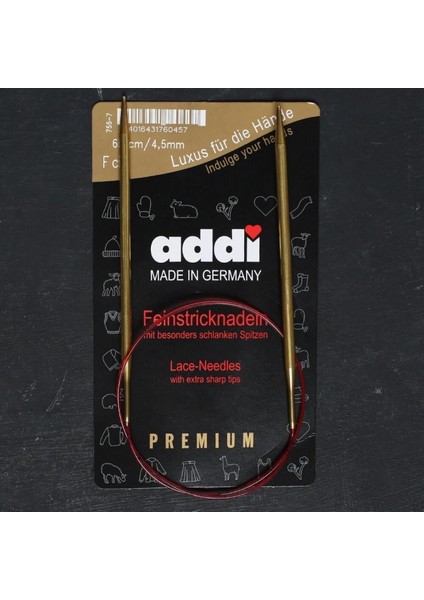 755-7
4016431760457
cm/4,5mm
Luxus für die Hände
Indulge your hands
addi
MADE IN GERMANY
Feinstricknadeln
mit besonders schlanken Spitzen
Lace-Needles
with extra sharp tips
PREMIUM